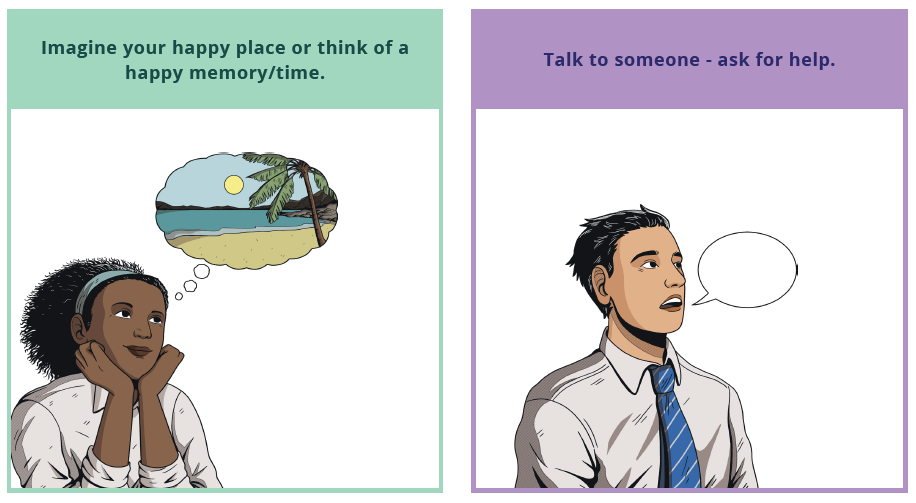 Imagine your happy place or think of a
happy memory/time.
Talk to someone - ask for help.